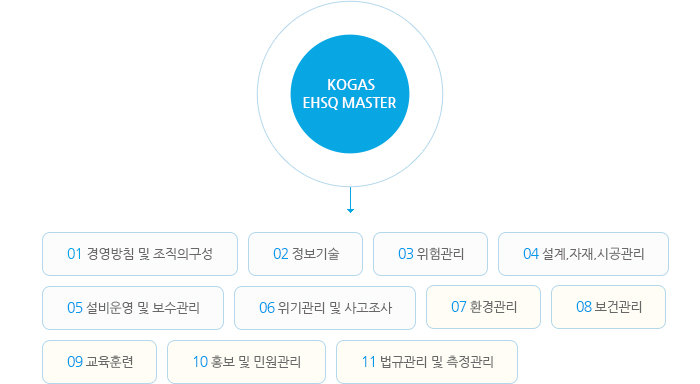 KOGAS
EHSQ MASTER
01 경영방침 및 조직의구성
02 정보기술
03 위험관리
04 설계,자재,시공관리
05 설비운영 및 보수관리
06 위기관리 및 사고조사
07 환경관리
08 보건관리
09 교육훈련
10 홍보 및 민원관리
11 법규관리 및 측정관리